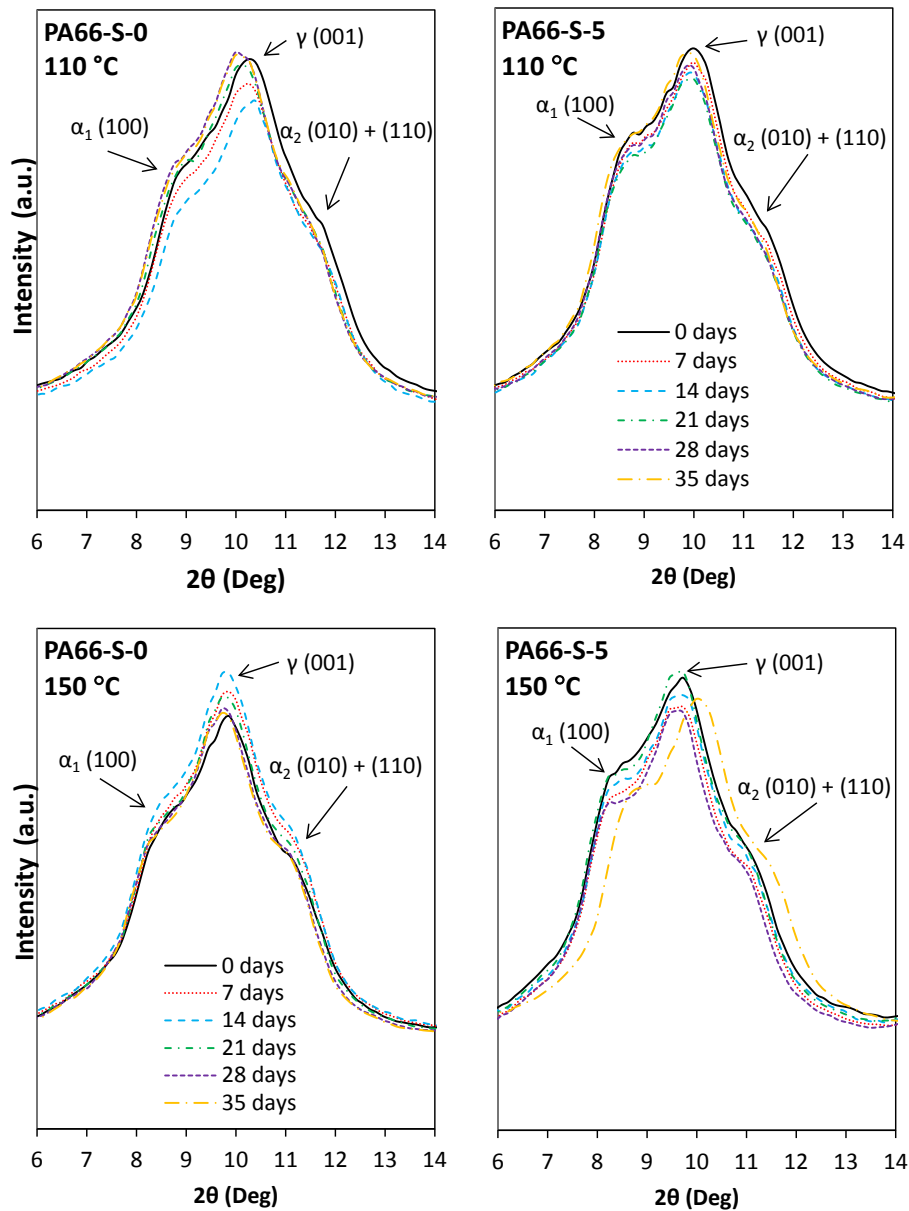 PA66-S-0
110 °C
γ (001)
α₁ (100)
α₂ (010) + (110)
Intensity (a.u.)
6 7 8 9 10 11 12 13 14
2θ (Deg)
PA66-S-5
110 °C
γ (001)
α₁ (100)
α₂ (010) + (110)
0 days
7 days
14 days
21 days
28 days
35 days
6 7 8 9 10 11 12 13 14
2θ (Deg)
PA66-S-0
150 °C
γ (001)
α₁ (100)
α₂ (010) + (110)
Intensity (a.u.)
0 days
7 days
14 days
21 days
28 days
35 days
6 7 8 9 10 11 12 13 14
2θ (Deg)
PA66-S-5
150 °C
γ (001)
α₁ (100)
α₂ (010) + (110)
6 7 8 9 10 11 12 13 14
2θ (Deg)